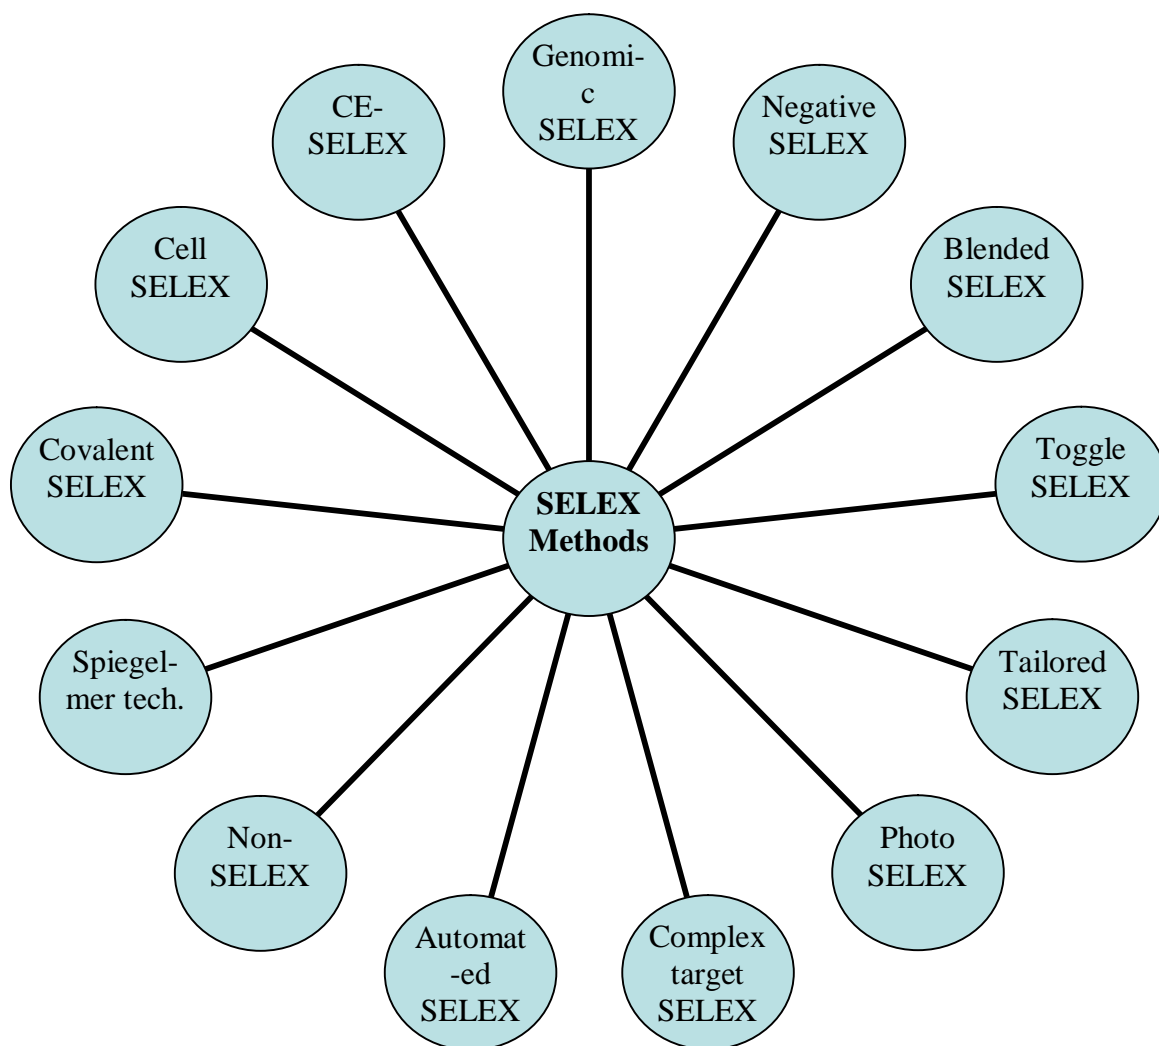 Genomi-
c
SELEX
Negative
SELEX
Blended
SELEX
Toggle
SELEX
Tailored
SELEX
Photo
SELEX
Complex
target
SELEX
Automat
-ed
SELEX
Non-
SELEX
Spiegel-
mer tech.
Covalent
SELEX
Cell
SELEX
CE-
SELEX
SELEX
Methods